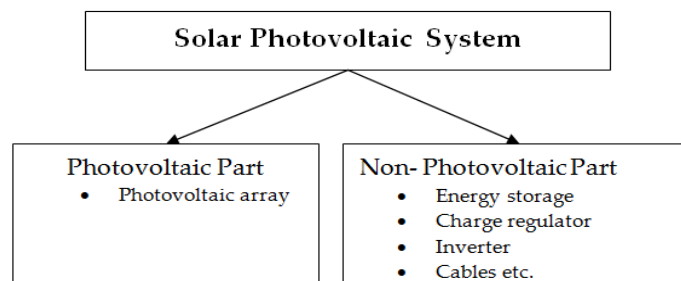 Solar Photovoltaic System
Photovoltaic Part
• Photovoltaic array
Non- Photovoltaic Part
• Energy storage
• Charge regulator
• Inverter
• Cables etc.